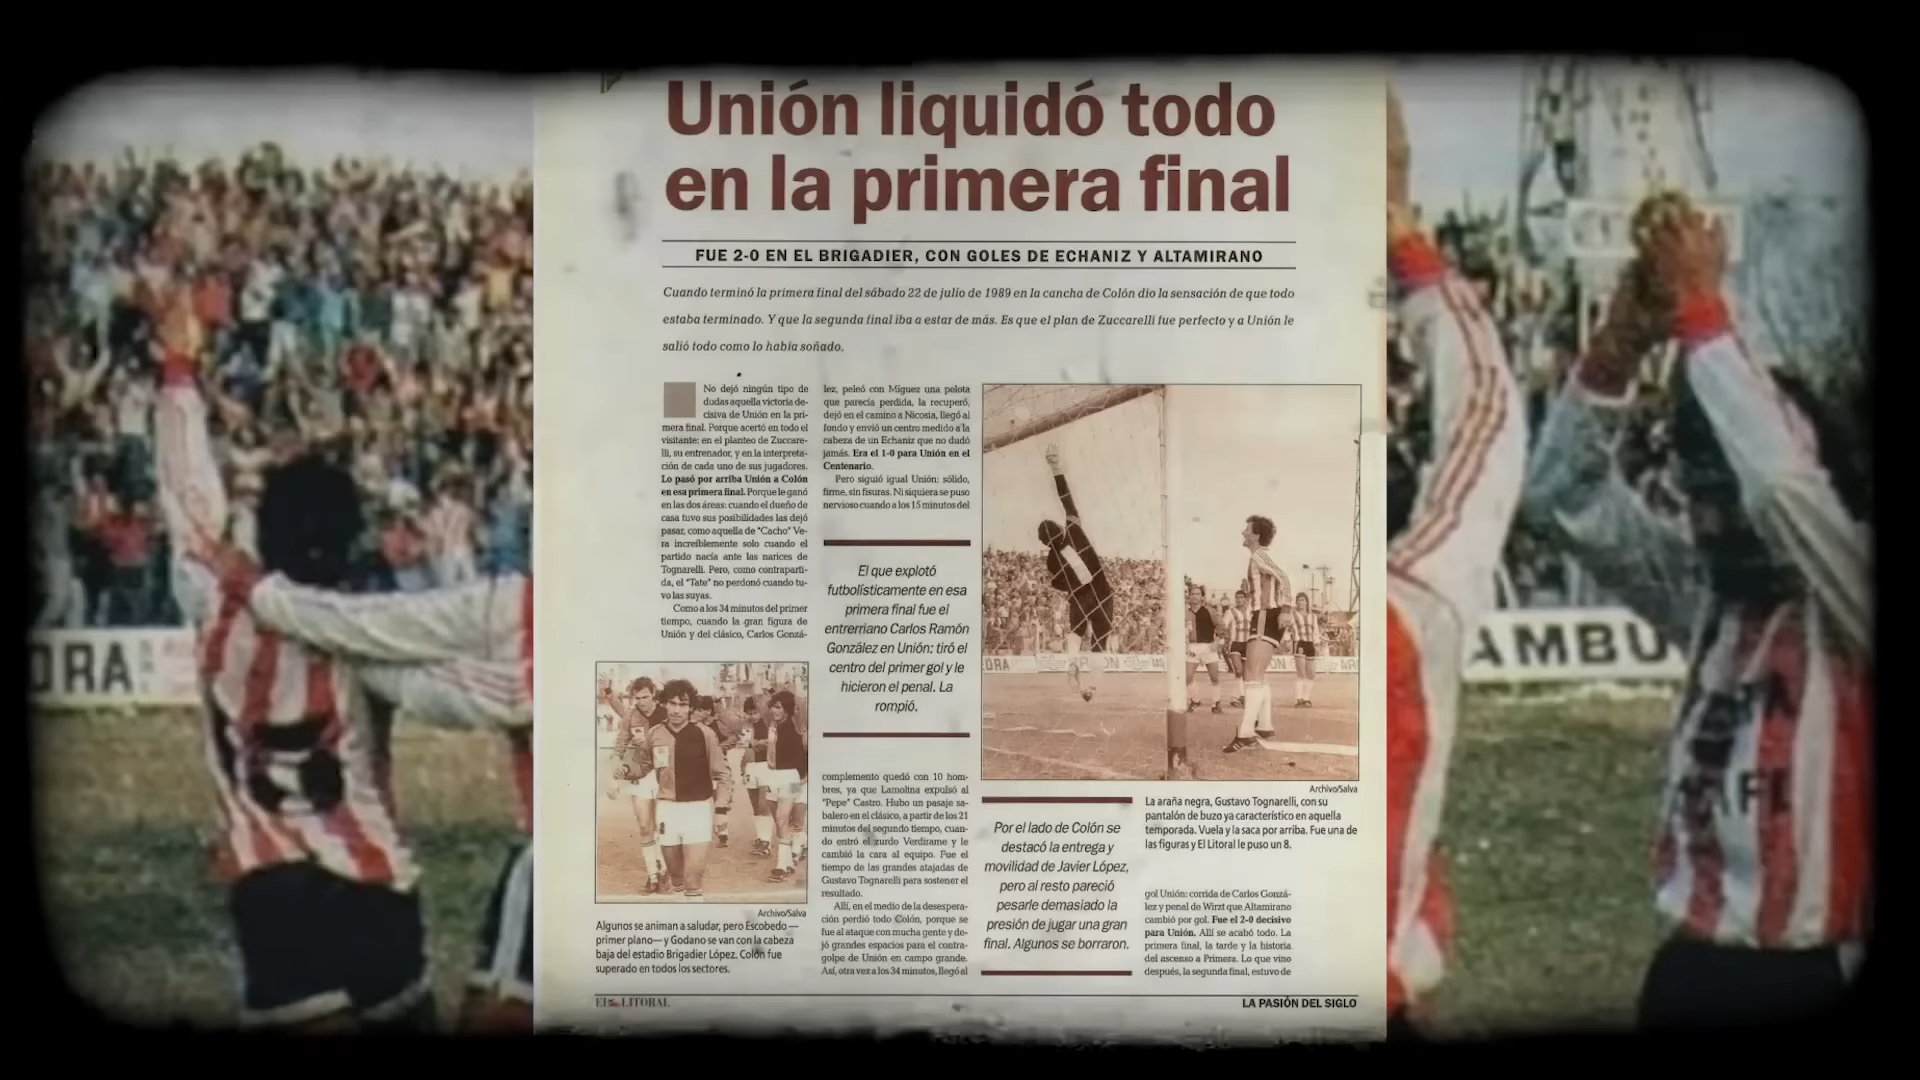 Unión liquidó todo
en la primera final
FUE 2-0 EN EL BRIGADIER, CON GOLES DE ECHANIZ Y ALTAMIRANO
Cuando terminó la primera final del sábado 22 de julio de 1989 en la cancha de Colón dio la sensación de que todo
estaba terminado. Y que la segunda final iba a estar de más. Es que el plan de Zuccarelli fue perfecto y a Unión le
salió todo como lo había soñado.
No dejó ningún tipo de
dudas aquella victoria de-
cisiva de Unión en la pri-
mera final. Porque acertó en todo el
visitante: en el planteo de Zuccare-
lli, su entrenador, y en la interpreta-
ción de cada uno de sus jugadores.
Lo pasó por arriba Unión a Colón
en esa primera final. Porque le ganó
en las dos áreas: cuando el dueño de
casa tuvo sus posibilidades las dejó
pasar, como aquella de "Cacho" Ve-
ra increíblemente solo cuando el
partido nacía ante las narices de
Tognarelli. Pero, como contraparti-
da, el "Tate" no perdonó cuando tu-
vo las suyas.
Como a los 34 minutos del primer
tiempo, cuando la gran figura de
Unión y del clásico, Carlos Gonzá-
lez, peleó con Míguez una pelota
que parecía perdida, la recuperó,
dejó en el camino a Nicosia, llegó al
fondo y envió un centro medido a la
cabeza de un Echaniz que no dudó
jamás. Era el 1-0 para Unión en el
Centenario.
Pero siguió igual Unión: sólido,
firme, sin fisuras. Ni siquiera se puso
nervioso cuando a los 15 minutos del
El que explotó
futbolísticamente en esa
primera final fue el
entrerriano Carlos Ramón
González en Unión: tiró el
centro del primer gol y le
hicieron el penal. La
rompió.
complemento quedó con 10 hom-
bres, ya que Lamolina expulsó al
"Pepe" Castro. Hubo un pasaje sa-
balero en el clásico, a partir de los 21
minutos del segundo tiempo, cuan-
do entró el zurdo Verdirame y le
cambió la cara al equipo. Fue el
tiempo de las grandes atajadas de
Gustavo Tognarelli para sostener el
resultado.
Allí, en el medio de la desespera-
ción perdió todo Colón, porque se
fue al ataque con mucha gente y de-
jó grandes espacios para el contra-
golpe de Unión en campo grande.
Así, otra vez a los 34 minutos, llegó al
Archivo/Salva
Algunos se animan a saludar, pero Escobedo —
primer plano— y Godano se van con la cabeza
baja del estadio Brigadier López. Colón fue
superado en todos los sectores.
Archivo/Salva
La araña negra, Gustavo Tognarelli, con su
pantalón de buzo ya característico en aquella
temporada. Vuela y la saca por arriba. Fue una de
las figuras y El Litoral le puso un 8.
Por el lado de Colón se
destacó la entrega y
movilidad de Javier López,
pero al resto pareció
pesarle demasiado la
presión de jugar una gran
final. Algunos se borraron.
gol Unión: corrida de Carlos Gonzá-
lez y penal de Wirzt que Altamirano
cambió por gol. Fue el 2-0 decisivo
para Unión. Allí se acabó todo. La
primera final, la tarde y la historia
del ascenso a Primera. Lo que vino
después, la segunda final, estuvo de
EL LITORAL
LA PASIÓN DEL SIGLO
ORA
AMBU